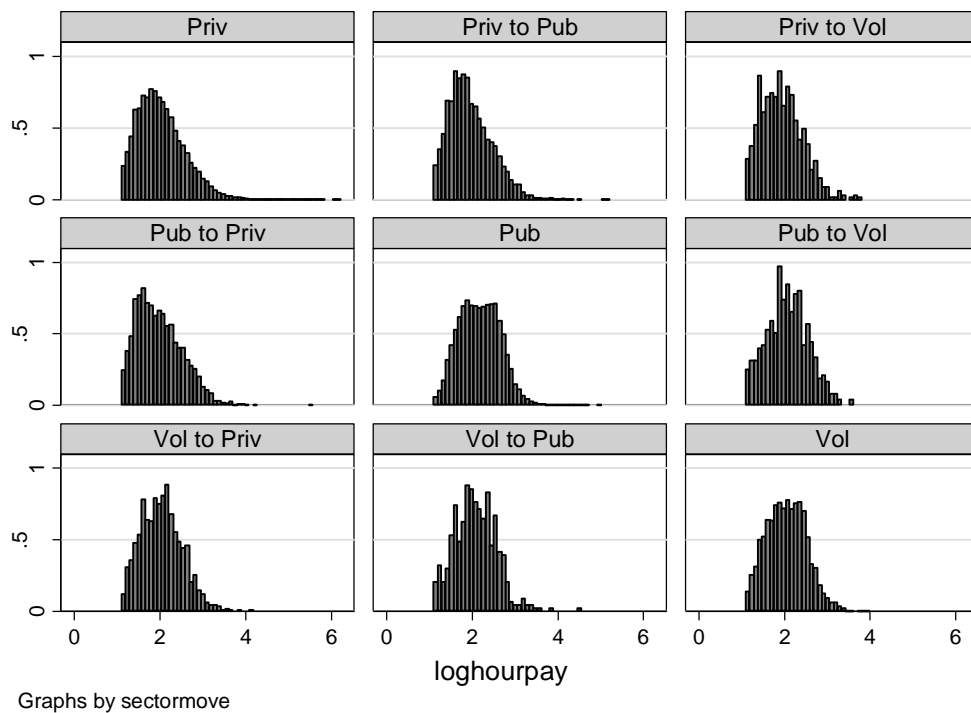 Priv
Priv to Pub
Priv to Vol
0 .5 1
Pub to Priv
Pub
Pub to Vol
0 .5 1
Vol to Priv
Vol to Pub
Vol
0 .5 1
0 2 4 6
0 2 4 6
0 2 4 6
loghourpay
Graphs by sectormove